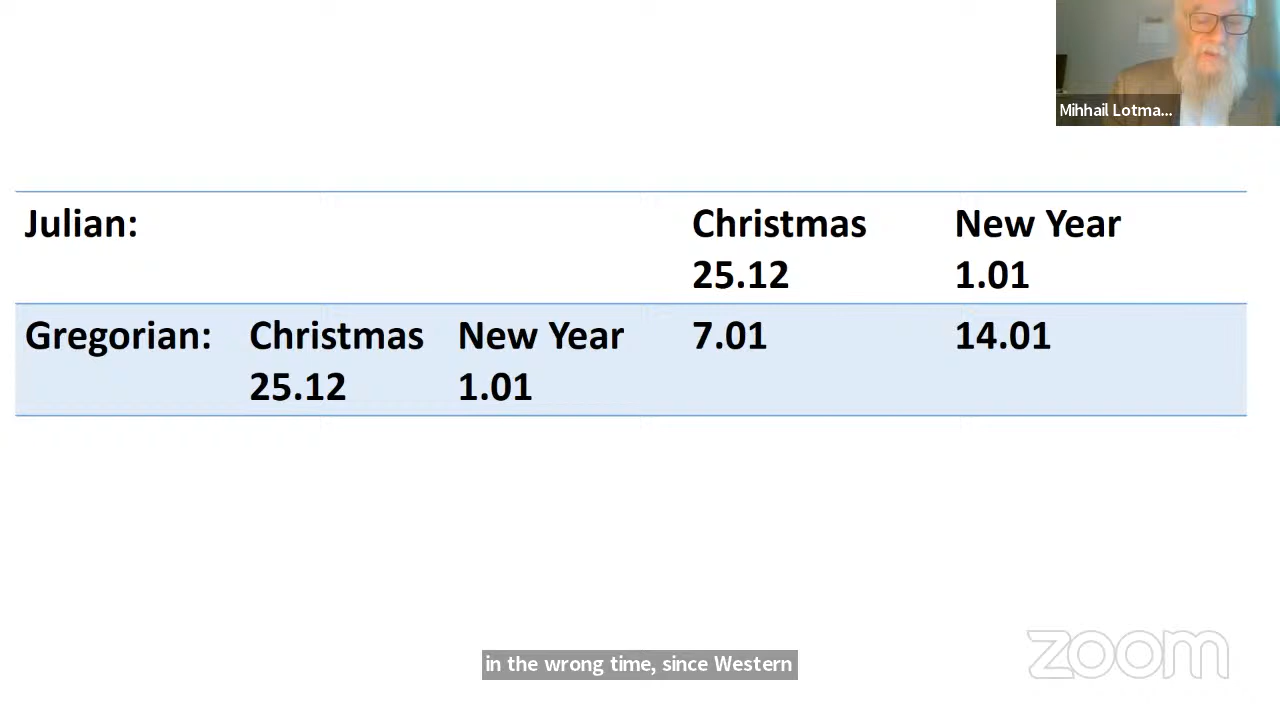 Mihhail Lotma...
Julian: Christmas New Year
25.12 1.01
Gregorian: Christmas New Year 7.01 14.01
25.12 1.01
in the wrong time, since Western
zoom